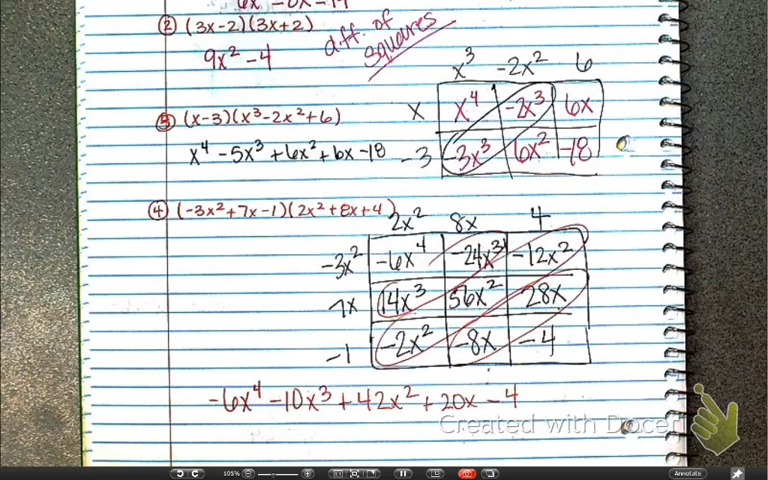 ② (3x-2)(3x+2)
diff. of
squares
9x² - 4
x³ -2x² 6
③ (x-3)(x³-2x²+6)
x x⁴ -2x³ 6x
x⁴ - 5x³ + 6x² + 6x - 18
-3 -3x³ 6x² -18
④ (-3x²+7x-1)(2x²+8x+4)
2x² 8x 4
-3x² -6x⁴ -24x³ -12x²
7x 14x³ 56x² 28x
-1 -2x² -8x -4
-6x⁴ - 10x³ + 42x² + 20x - 4
Created with Docer
105%
Annotate